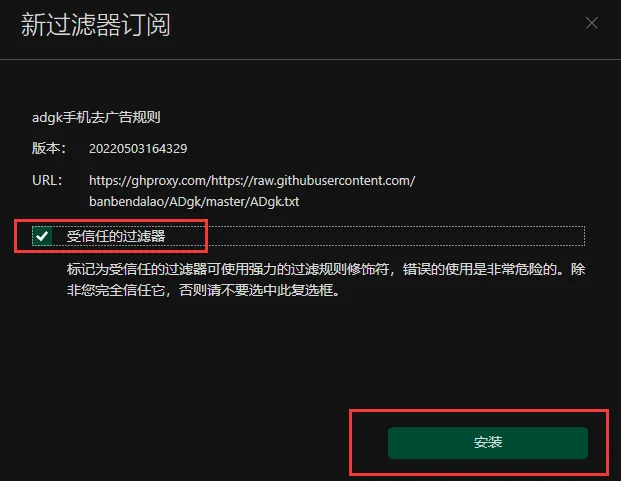 新过滤器订阅
adgk手机去广告规则
版本： 20220503164329
URL： https://ghproxy.com/https://raw.githubusercontent.com/
banbendalao/ADgk/master/ADgk.txt
受信任的过滤器
标记为受信任的过滤器可使用强力的过滤规则修饰符，错误的使用是非常危险的。除
非您完全信任它，否则请不要选中此复选框。
安装